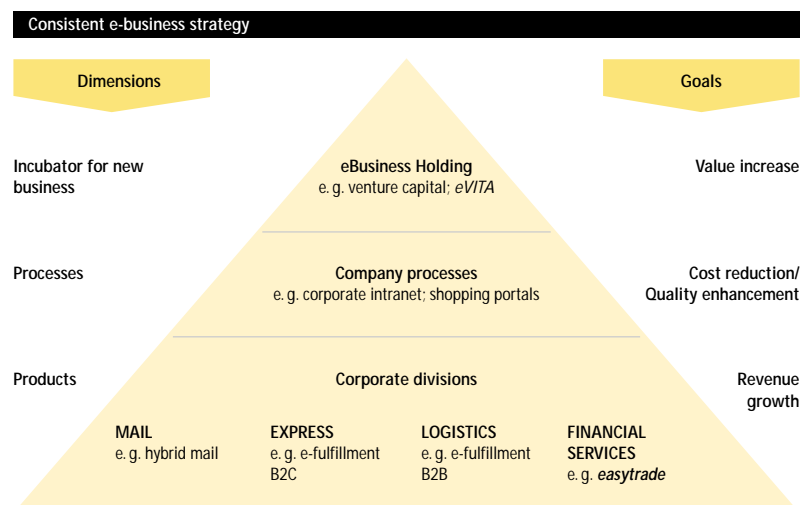 Consistent e-business strategy
Dimensions
Goals
Incubator for new
business
eBusiness Holding
e. g. venture capital; eVITA
Value increase
Processes
Company processes
e. g. corporate intranet; shopping portals
Cost reduction/
Quality enhancement
Products
Corporate divisions
Revenue
growth
MAIL
e. g. hybrid mail
EXPRESS
e. g. e-fulfillment
B2C
LOGISTICS
e. g. e-fulfillment
B2B
FINANCIAL
SERVICES
e. g. easytrade